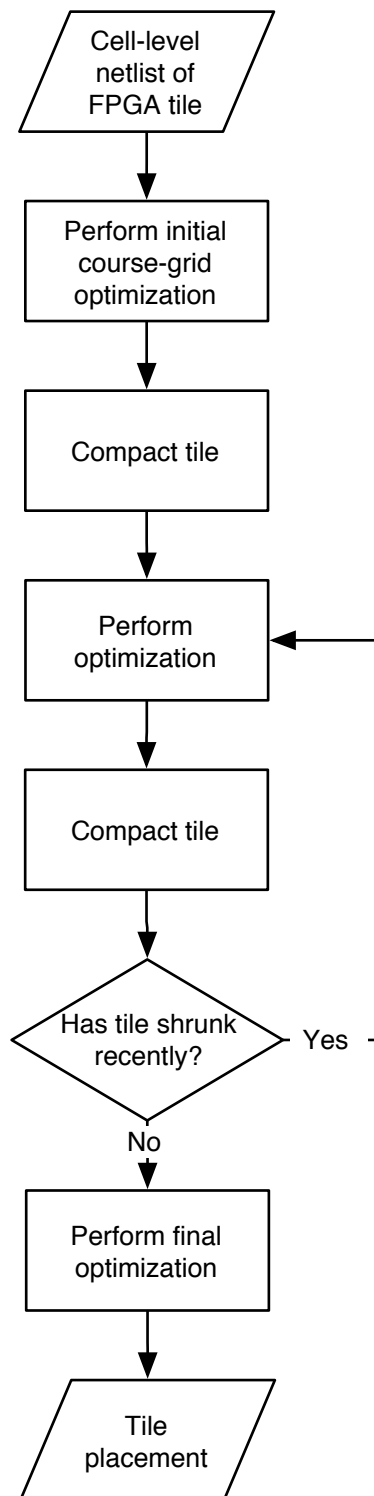 Cell-level
netlist of
FPGA tile
Perform initial
course-grid
optimization
Compact tile
Perform
optimization
Compact tile
Has tile shrunk
recently?
Yes
No
Perform final
optimization
Tile
placement